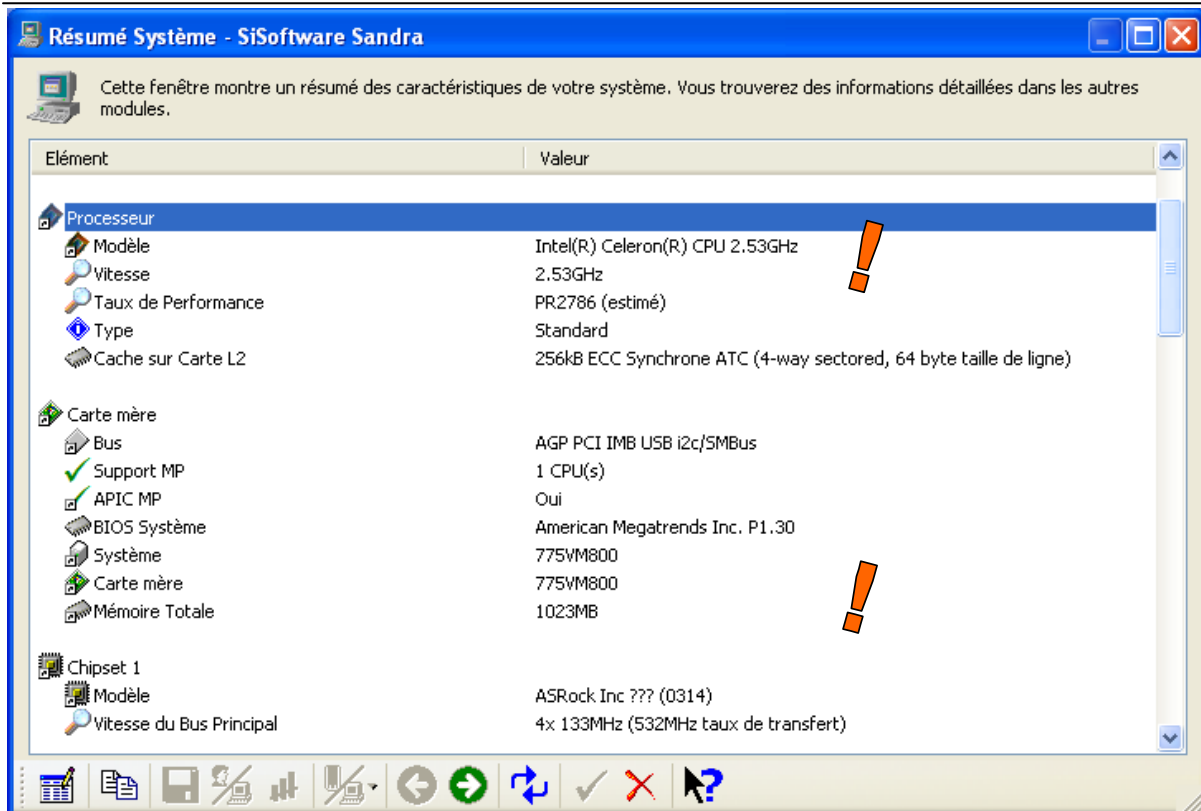 Résumé Système - SiSoftware Sandra
Cette fenêtre montre un résumé des caractéristiques de votre système. Vous trouverez des informations détaillées dans les autres
modules.
Elément Valeur
Processeur
Modèle Intel(R) Celeron(R) CPU 2.53GHz
Vitesse 2.53GHz
Taux de Performance PR2786 (estimé)
Type Standard
Cache sur Carte L2 256kB ECC Synchrone ATC (4-way sectored, 64 byte taille de ligne)
Carte mère
Bus AGP PCI IMB USB i2c/SMBus
Support MP 1 CPU(s)
APIC MP Oui
BIOS Système American Megatrends Inc. P1.30
Système 775VM800
Carte mère 775VM800
Mémoire Totale 1023MB
Chipset 1
Modèle ASRock Inc ??? (0314)
Vitesse du Bus Principal 4x 133MHz (532MHz taux de transfert)